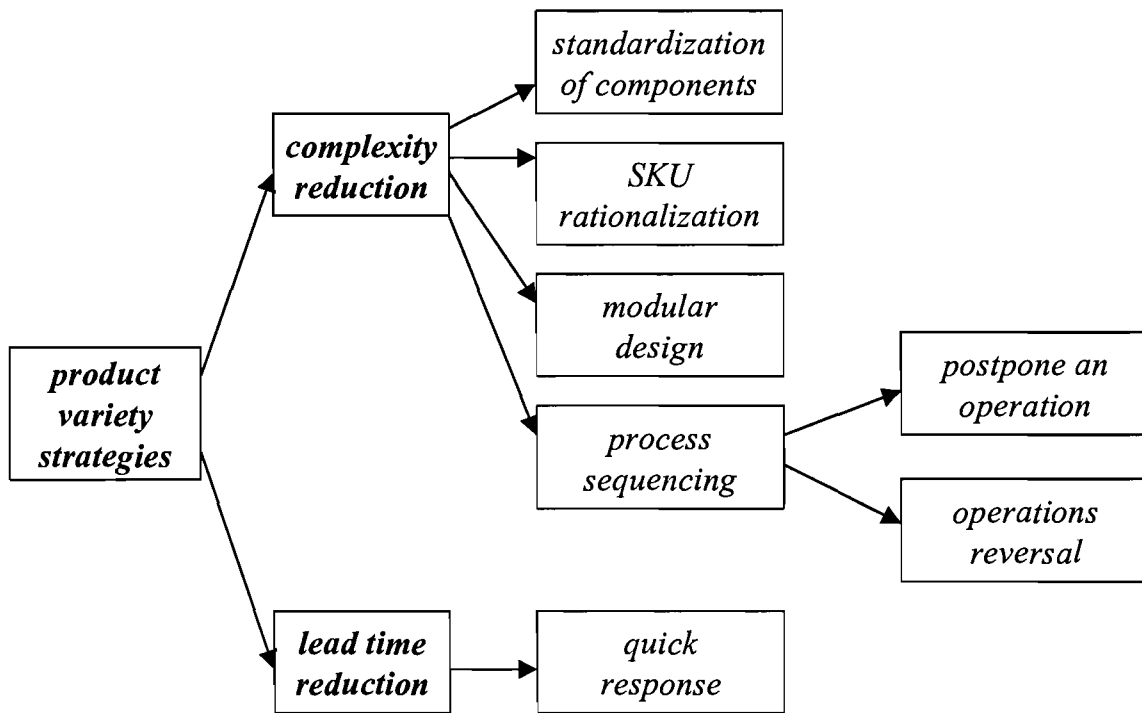 standardization
of components
complexity
reduction
SKU
rationalization
modular
design
product
variety
strategies
process
sequencing
postpone an
operation
operations
reversal
lead time
reduction
quick
response